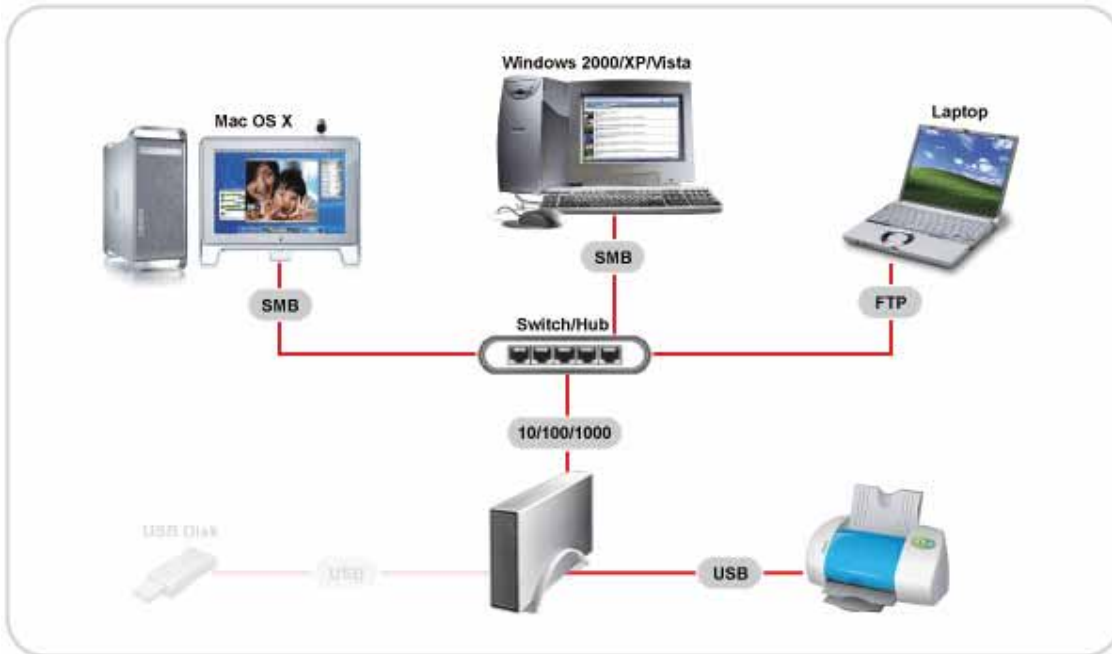 Windows 2000/XP/Vista
Mac OS X
Laptop
SMB
SMB
FTP
Switch/Hub
10/100/1000
USB Disk
USB
USB